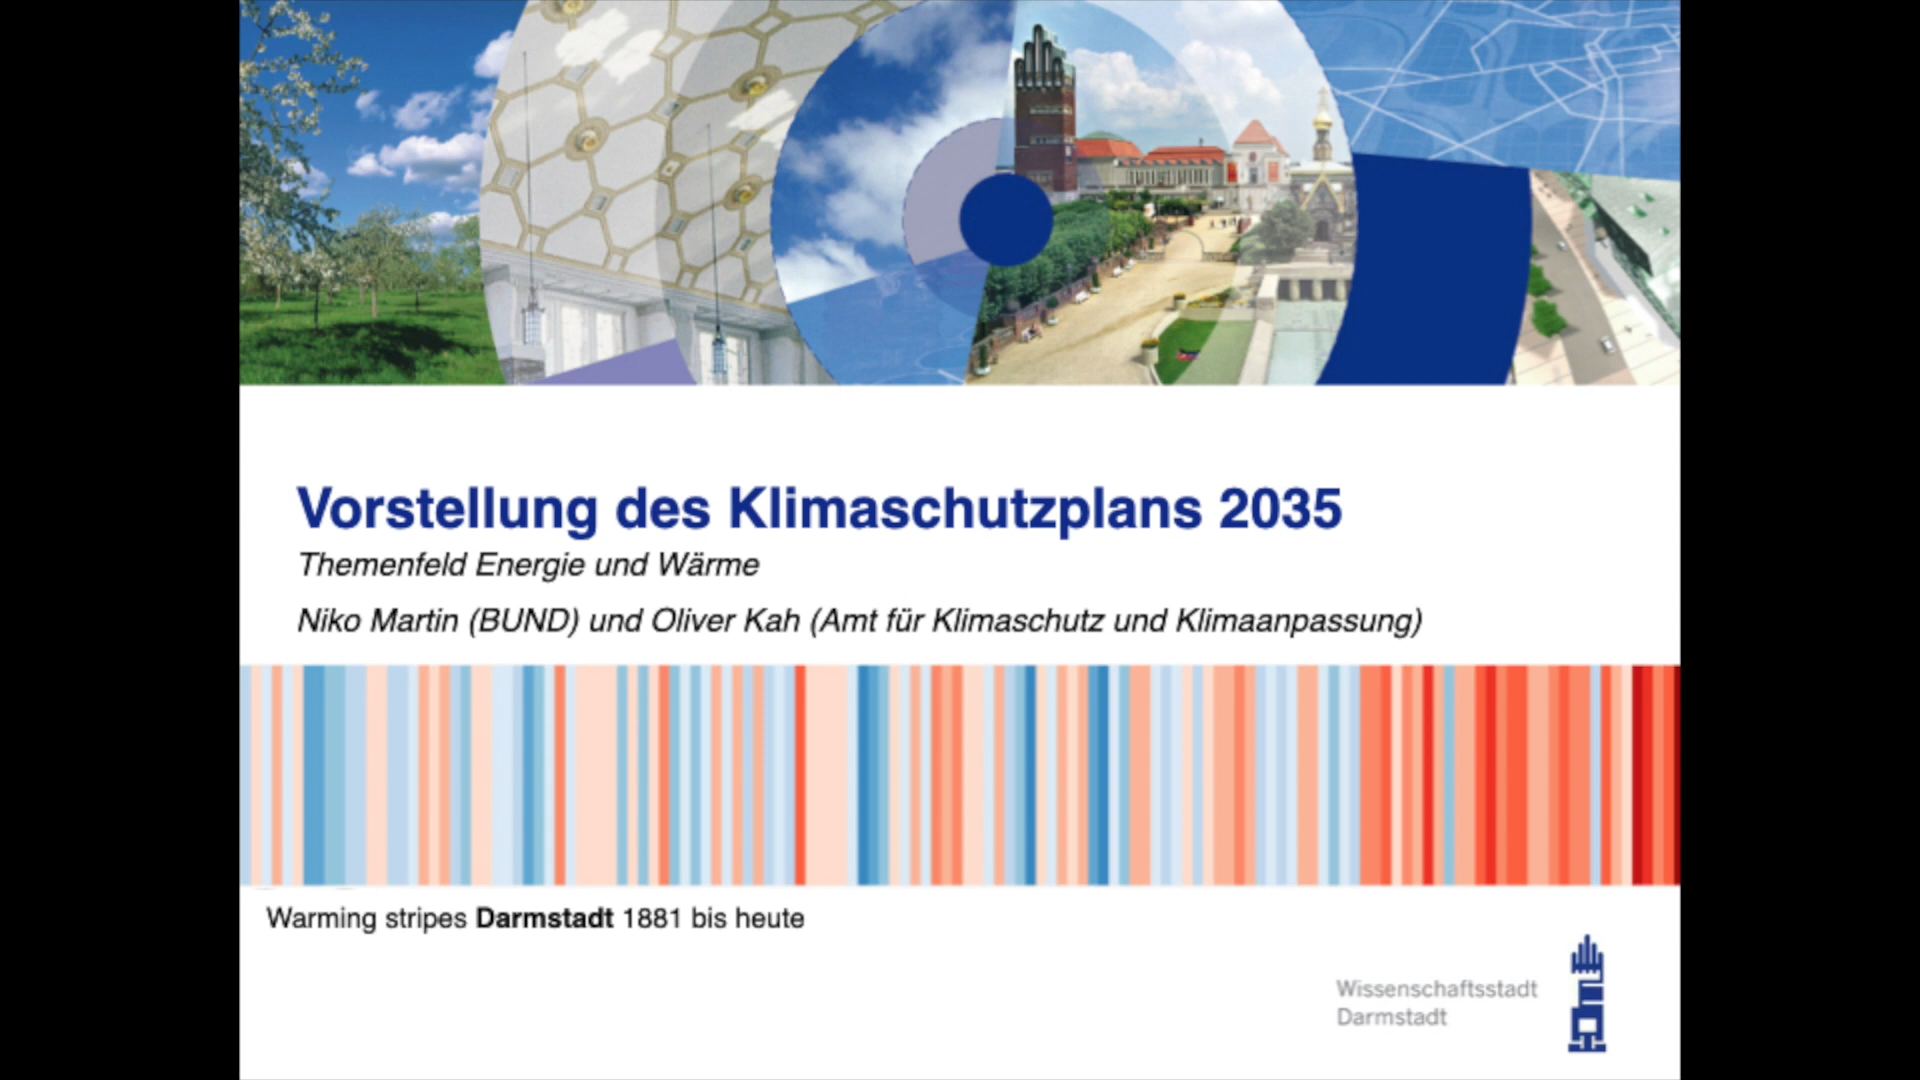 Vorstellung des Klimaschutzplans 2035
Themenfeld Energie und Wärme
Niko Martin (BUND) und Oliver Kah (Amt für Klimaschutz und Klimaanpassung)
Warming stripes Darmstadt 1881 bis heute
Wissenschaftsstadt
Darmstadt